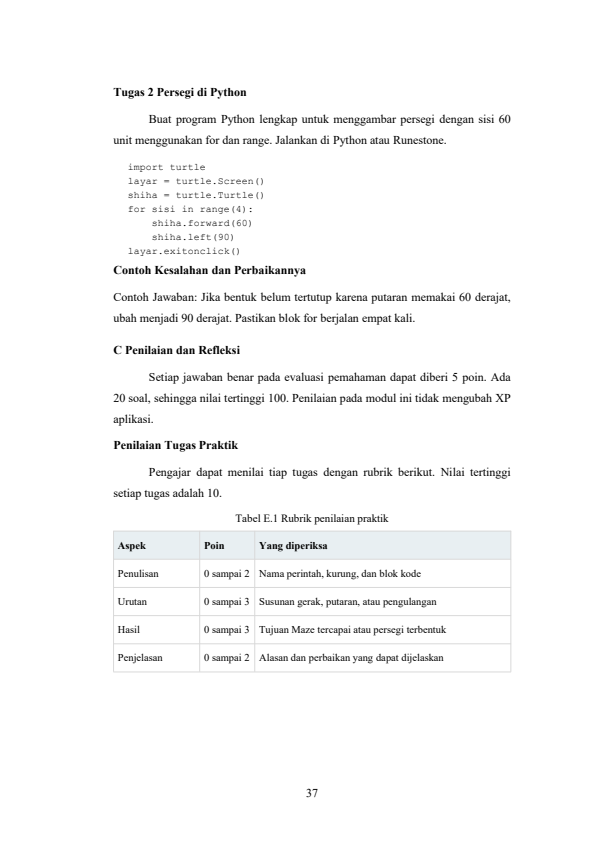 Tugas 2 Persegi di Python
Buat program Python lengkap untuk menggambar persegi dengan sisi 60
unit menggunakan for dan range. Jalankan di Python atau Runestone.
import turtle
layar = turtle.Screen()
shiha = turtle.Turtle()
for sisi in range(4):
    shiha.forward(60)
    shiha.left(90)
layar.exitonclick()
Contoh Kesalahan dan Perbaikannya
Contoh Jawaban: Jika bentuk belum tertutup karena putaran memakai 60 derajat,
ubah menjadi 90 derajat. Pastikan blok for berjalan empat kali.
C Penilaian dan Refleksi
Setiap jawaban benar pada evaluasi pemahaman dapat diberi 5 poin. Ada
20 soal, sehingga nilai tertinggi 100. Penilaian pada modul ini tidak mengubah XP
aplikasi.
Penilaian Tugas Praktik
Pengajar dapat menilai tiap tugas dengan rubrik berikut. Nilai tertinggi
setiap tugas adalah 10.
Tabel E.1 Rubrik penilaian praktik
Aspek Poin Yang diperiksa
Penulisan 0 sampai 2 Nama perintah, kurung, dan blok kode
Urutan 0 sampai 3 Susunan gerak, putaran, atau pengulangan
Hasil 0 sampai 3 Tujuan Maze tercapai atau persegi terbentuk
Penjelasan 0 sampai 2 Alasan dan perbaikan yang dapat dijelaskan
37